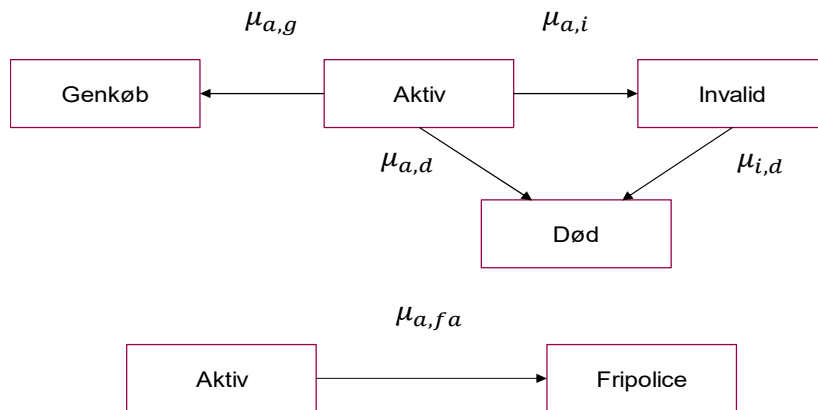 μ_{a,g}
μ_{a,i}
Genkøb
Aktiv
Invalid
μ_{a,d}
μ_{i,d}
Død
μ_{a,fa}
Aktiv
Fripolice